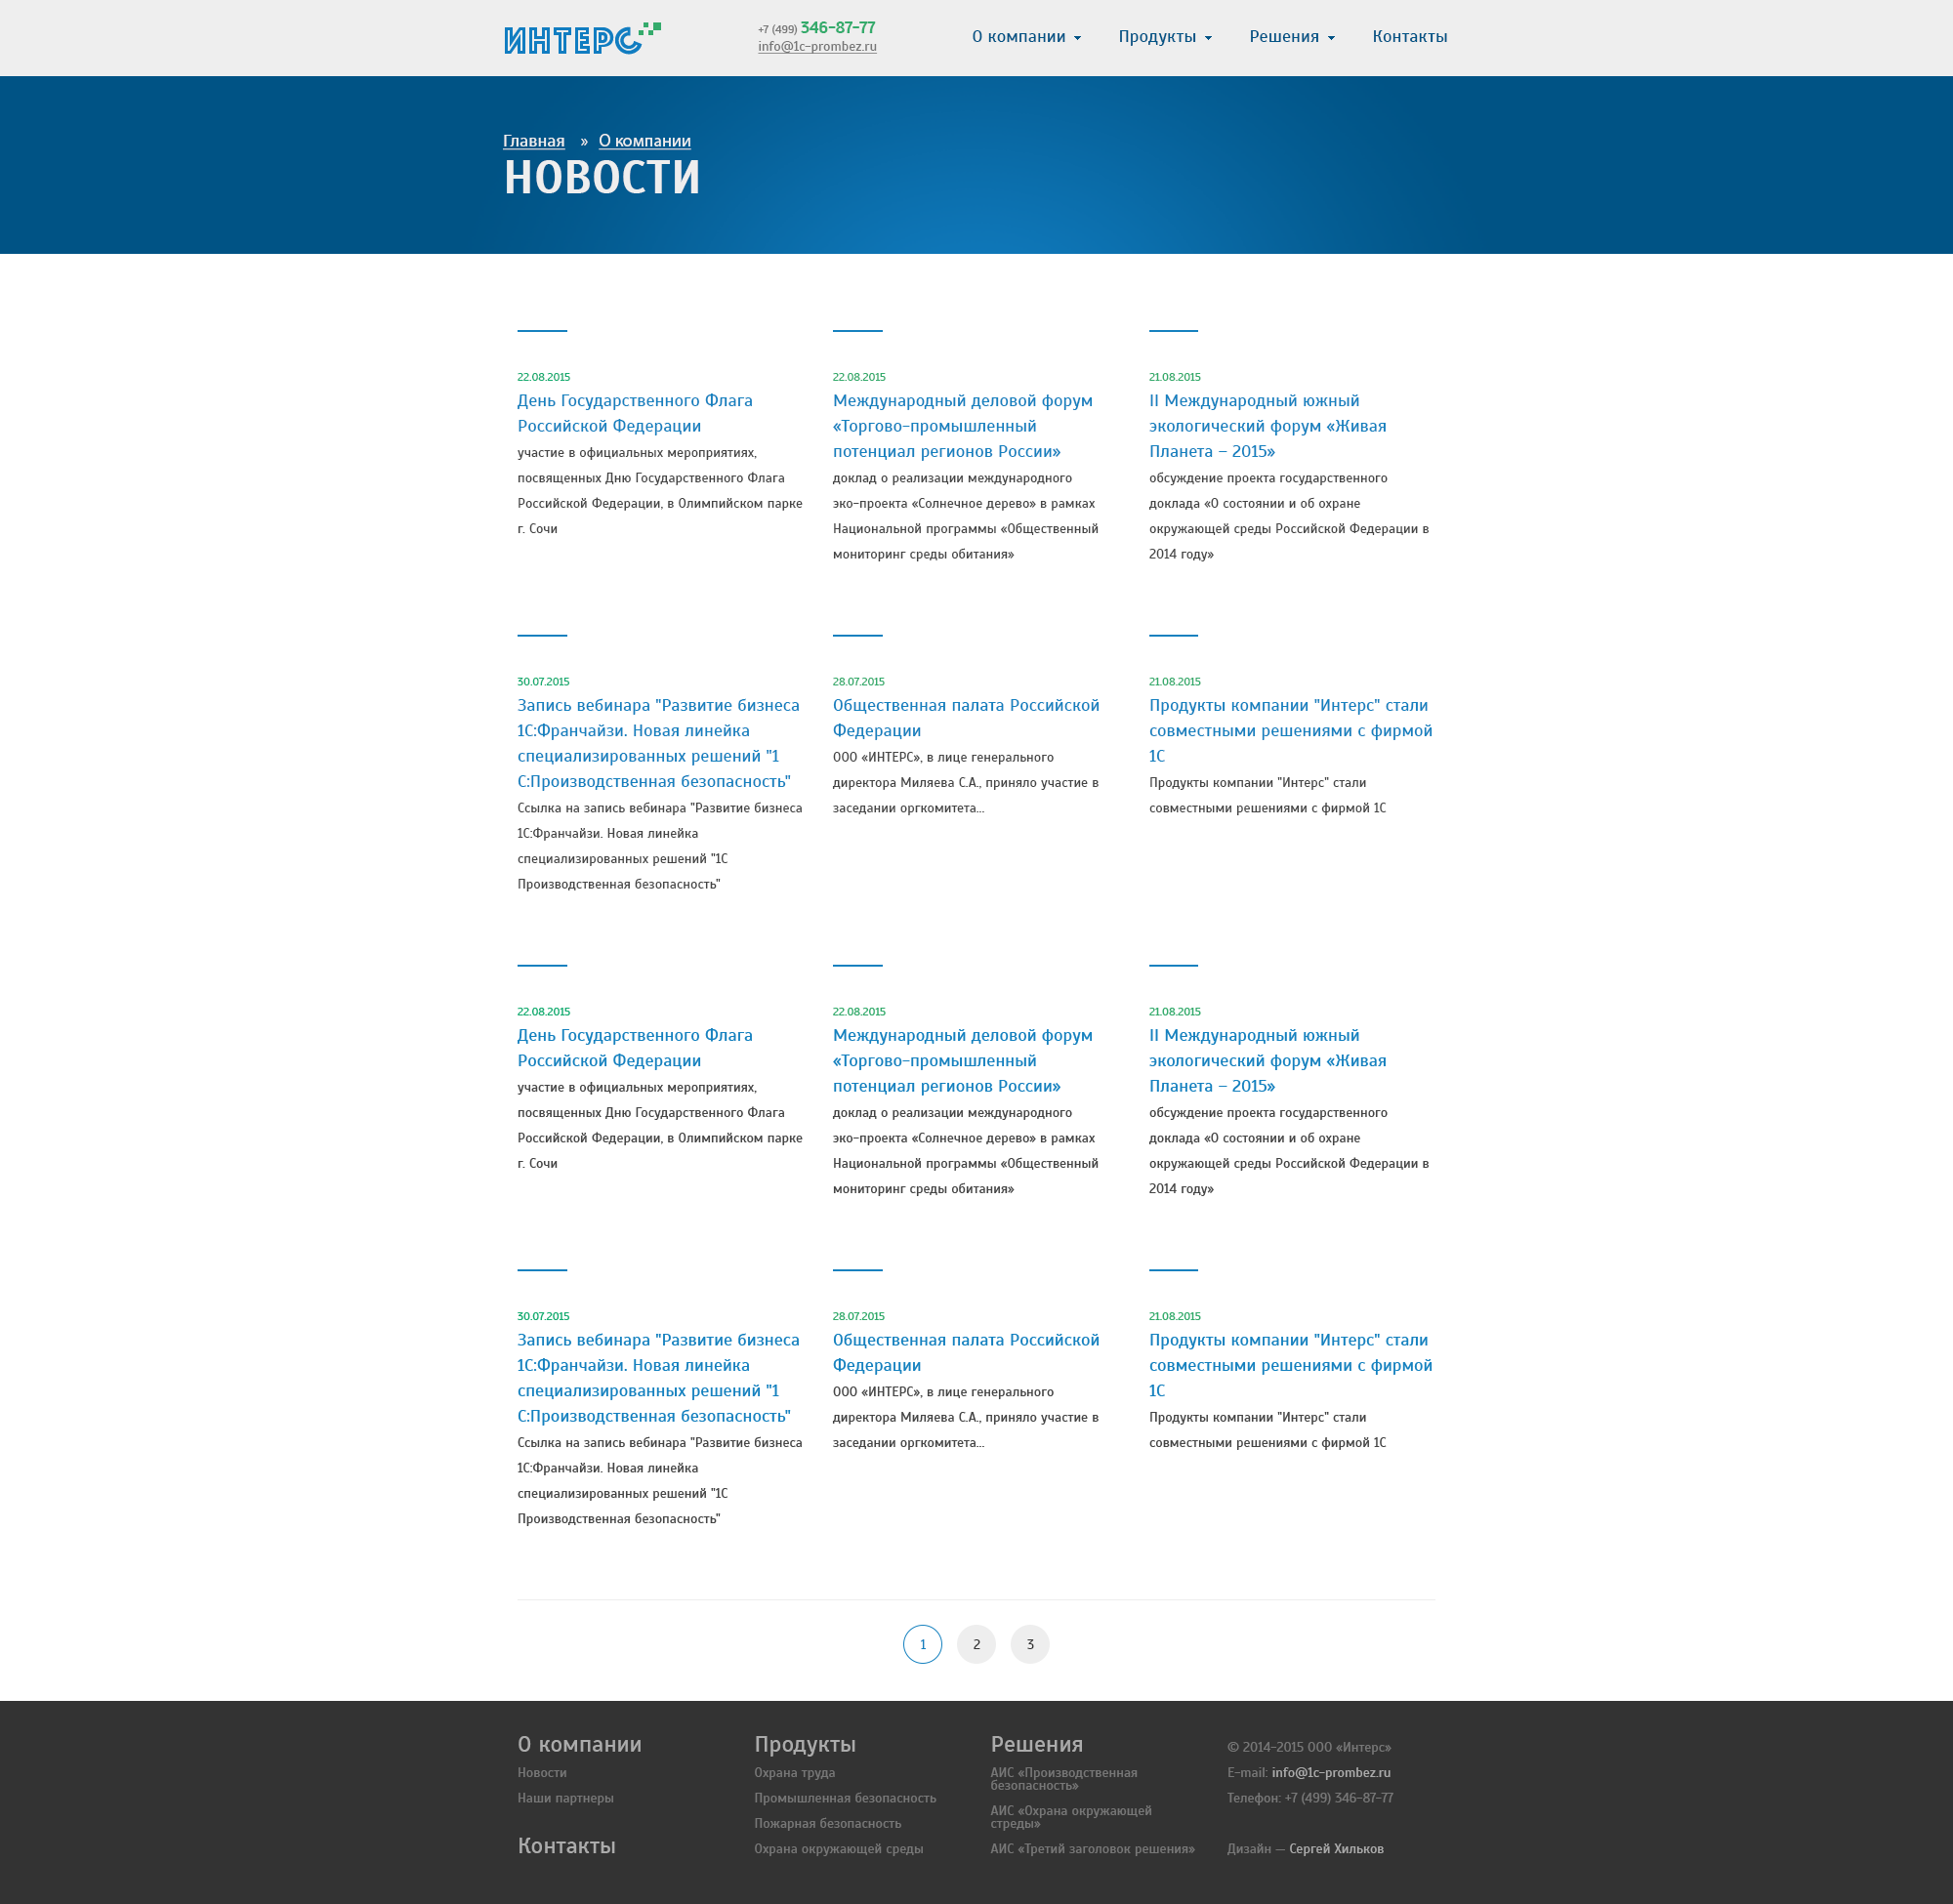 ИНТЕРС
+7 (499) 346-87-77
info@1c-prombez.ru
О компании
Продукты
Решения
Контакты
Главная » О компании
НОВОСТИ
22.08.2015
День Государственного Флага
Российской Федерации
участие в официальных мероприятиях,
посвященных Дню Государственного Флага
Российской Федерации, в Олимпийском парке
г. Сочи
22.08.2015
Международный деловой форум
«Торгово-промышленный
потенциал регионов России»
доклад о реализации международного
эко-проекта «Солнечное дерево» в рамках
Национальной программы «Общественный
мониторинг среды обитания»
21.08.2015
II Международный южный
экологический форум «Живая
Планета – 2015»
обсуждение проекта государственного
доклада «О состоянии и об охране
окружающей среды Российской Федерации в
2014 году»
30.07.2015
Запись вебинара "Развитие бизнеса
1С:Франчайзи. Новая линейка
специализированных решений "1
С:Производственная безопасность"
Ссылка на запись вебинара "Развитие бизнеса
1С:Франчайзи. Новая линейка
специализированных решений "1С
Производственная безопасность"
28.07.2015
Общественная палата Российской
Федерации
ООО «ИНТЕРС», в лице генерального
директора Миляева С.А., приняло участие в
заседании оргкомитета...
21.08.2015
Продукты компании "Интерс" стали
совместными решениями с фирмой
1С
Продукты компании "Интерс" стали
совместными решениями с фирмой 1С
22.08.2015
День Государственного Флага
Российской Федерации
участие в официальных мероприятиях,
посвященных Дню Государственного Флага
Российской Федерации, в Олимпийском парке
г. Сочи
22.08.2015
Международный деловой форум
«Торгово-промышленный
потенциал регионов России»
доклад о реализации международного
эко-проекта «Солнечное дерево» в рамках
Национальной программы «Общественный
мониторинг среды обитания»
21.08.2015
II Международный южный
экологический форум «Живая
Планета – 2015»
обсуждение проекта государственного
доклада «О состоянии и об охране
окружающей среды Российской Федерации в
2014 году»
30.07.2015
Запись вебинара "Развитие бизнеса
1С:Франчайзи. Новая линейка
специализированных решений "1
С:Производственная безопасность"
Ссылка на запись вебинара "Развитие бизнеса
1С:Франчайзи. Новая линейка
специализированных решений "1С
Производственная безопасность"
28.07.2015
Общественная палата Российской
Федерации
ООО «ИНТЕРС», в лице генерального
директора Миляева С.А., приняло участие в
заседании оргкомитета...
21.08.2015
Продукты компании "Интерс" стали
совместными решениями с фирмой
1С
Продукты компании "Интерс" стали
совместными решениями с фирмой 1С
1
2
3
О компании
Новости
Наши партнеры
Контакты
Продукты
Охрана труда
Промышленная безопасность
Пожарная безопасность
Охрана окружающей среды
Решения
АИС «Производственная
безопасность»
АИС «Охрана окружающей
стреды»
АИС «Третий заголовок решения»
© 2014-2015 ООО «Интерс»
E-mail: info@1c-prombez.ru
Телефон: +7 (499) 346-87-77
Дизайн — Сергей Хильков